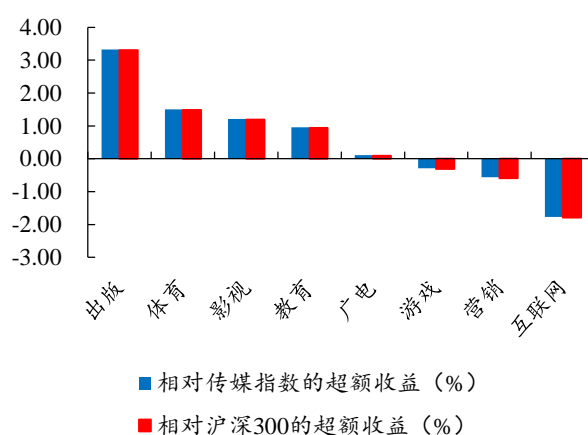 4.00
3.00
2.00
1.00
0.00
-1.00
-2.00
-3.00
出版
体育
影视
教育
广电
游戏
营销
互联网
相对传媒指数的超额收益（%）
相对沪深300的超额收益（%）